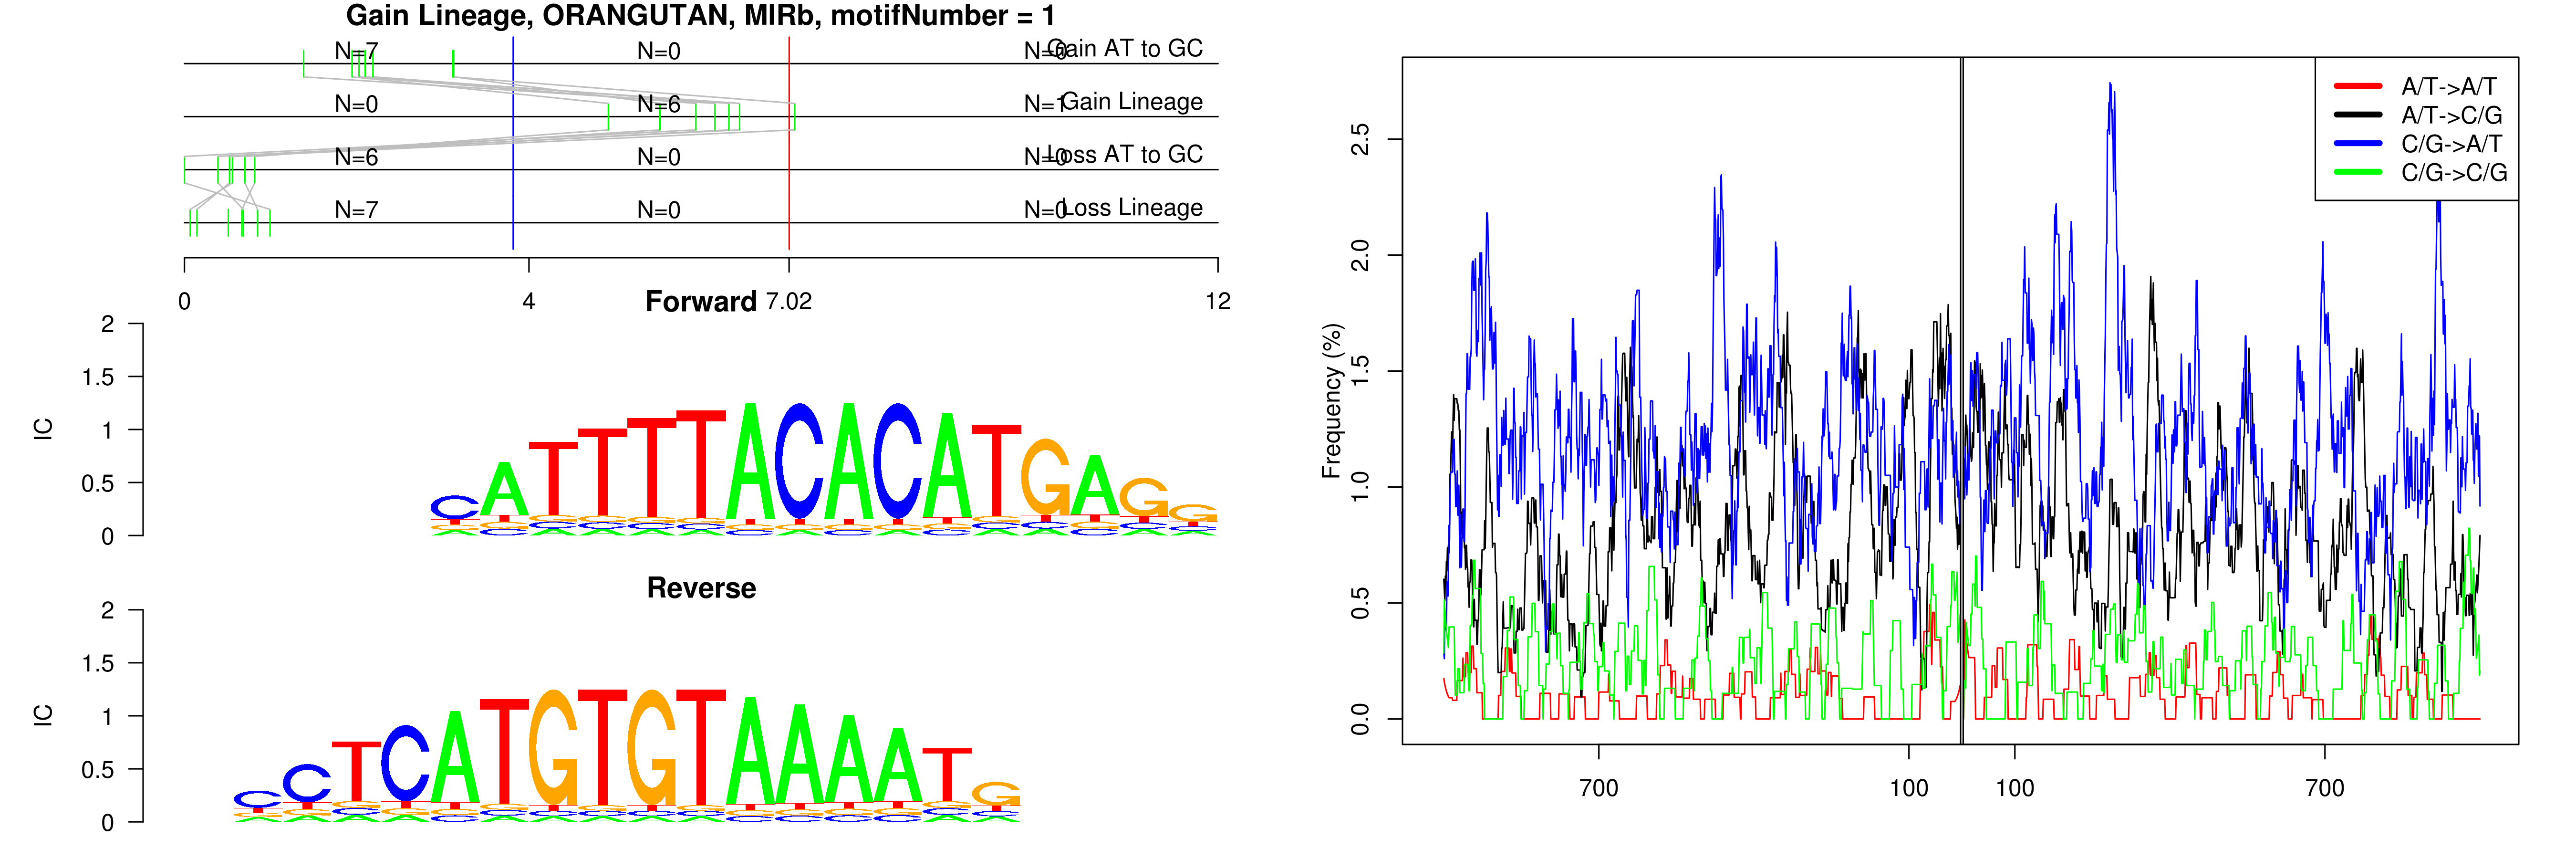 Gain Lineage, ORANGUTAN, MIRb, motifNumber = 1
N=7 N=0 N=0 Gain AT to GC
N=0 N=6 N=1 Gain Lineage
N=6 N=0 N=0 Loss AT to GC
N=7 N=0 N=0 Loss Lineage
0 4 7.02 12
Forward
IC
2
1.5
1
0.5
0
CATTTTACACATGAGG
Reverse
IC
2
1.5
1
0.5
0
CCTCATGTGTAAAATG
Frequency (%)
2.5
2.0
1.5
1.0
0.5
0.0
700 100 100 700
A/T->A/T
A/T->C/G
C/G->A/T
C/G->C/G